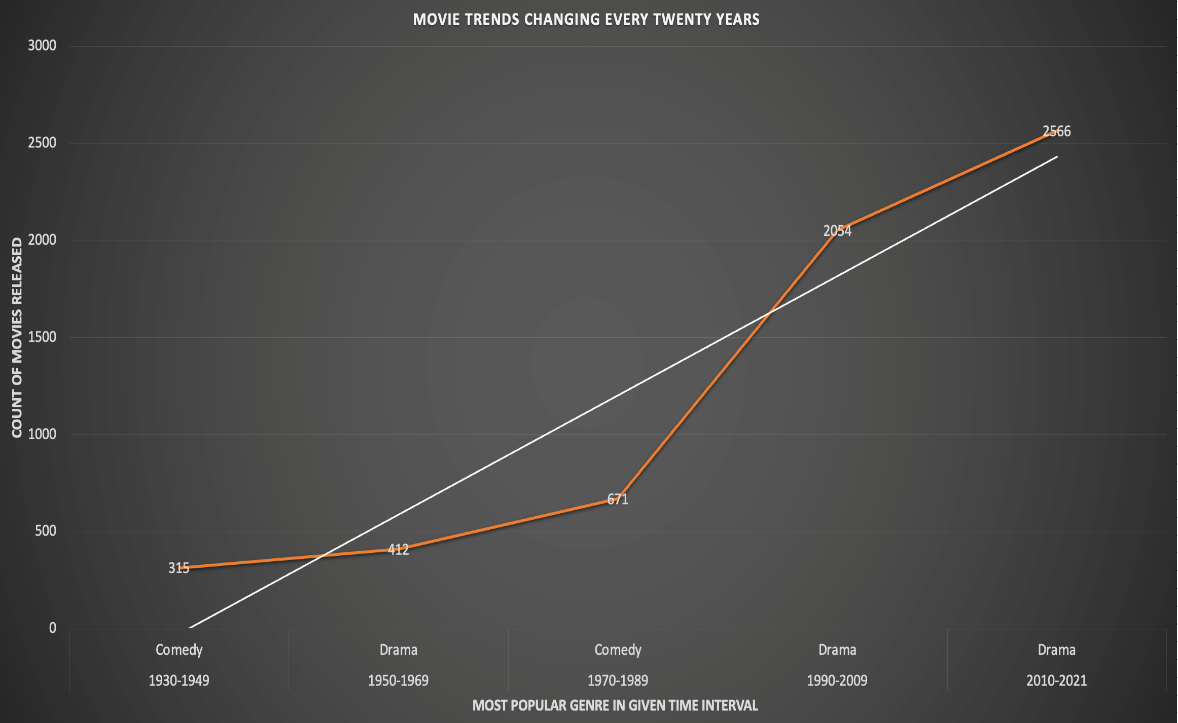 MOVIE TRENDS CHANGING EVERY TWENTY YEARS
3000
2500
2000
1500
1000
500
0
COUNT OF MOVIES RELEASED
315
412
671
2054
2566
Comedy Drama Comedy Drama Drama
1930-1949 1950-1969 1970-1989 1990-2009 2010-2021
MOST POPULAR GENRE IN GIVEN TIME INTERVAL